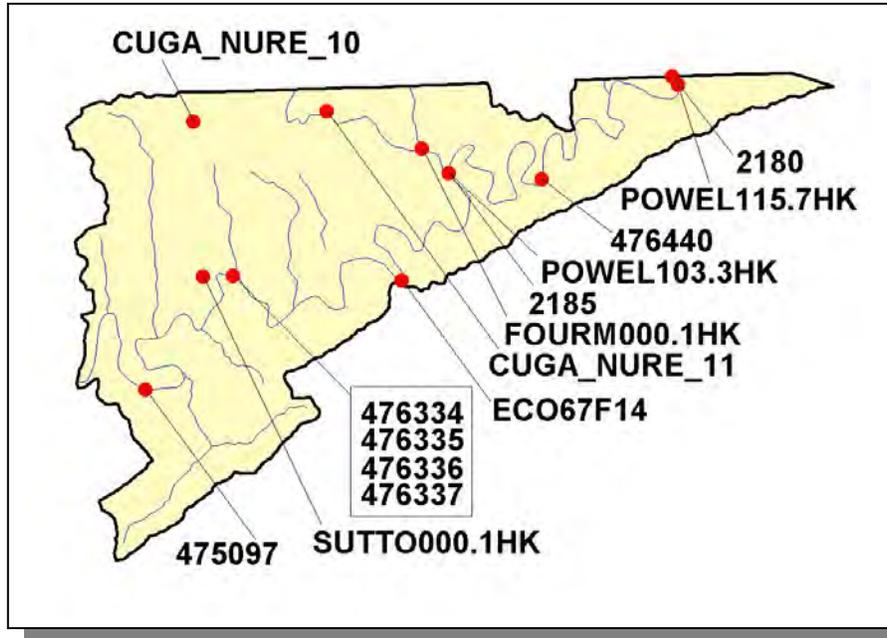 CUGA_NURE_10
2180
POWEL115.7HK
476440
POWEL103.3HK
2185
FOURM000.1HK
CUGA_NURE_11
ECO67F14
476334
476335
476336
476337
SUTTO000.1HK
475097